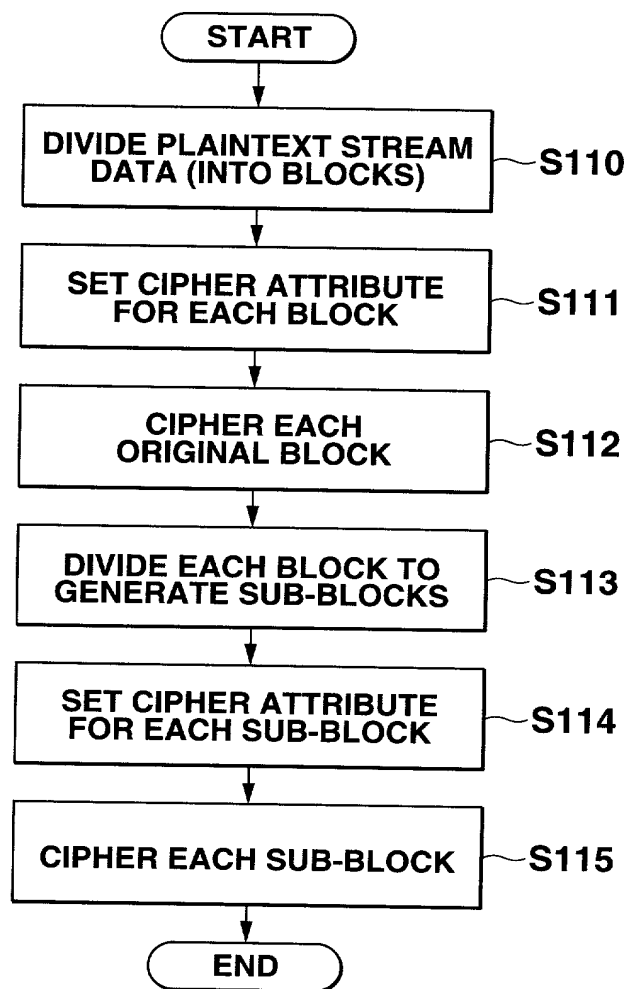 START
DIVIDE PLAINTEXT STREAM
DATA (INTO BLOCKS)
S110
SET CIPHER ATTRIBUTE
FOR EACH BLOCK
S111
CIPHER EACH
ORIGINAL BLOCK
S112
DIVIDE EACH BLOCK TO
GENERATE SUB-BLOCKS
S113
SET CIPHER ATTRIBUTE
FOR EACH SUB-BLOCK
S114
CIPHER EACH SUB-BLOCK
S115
END